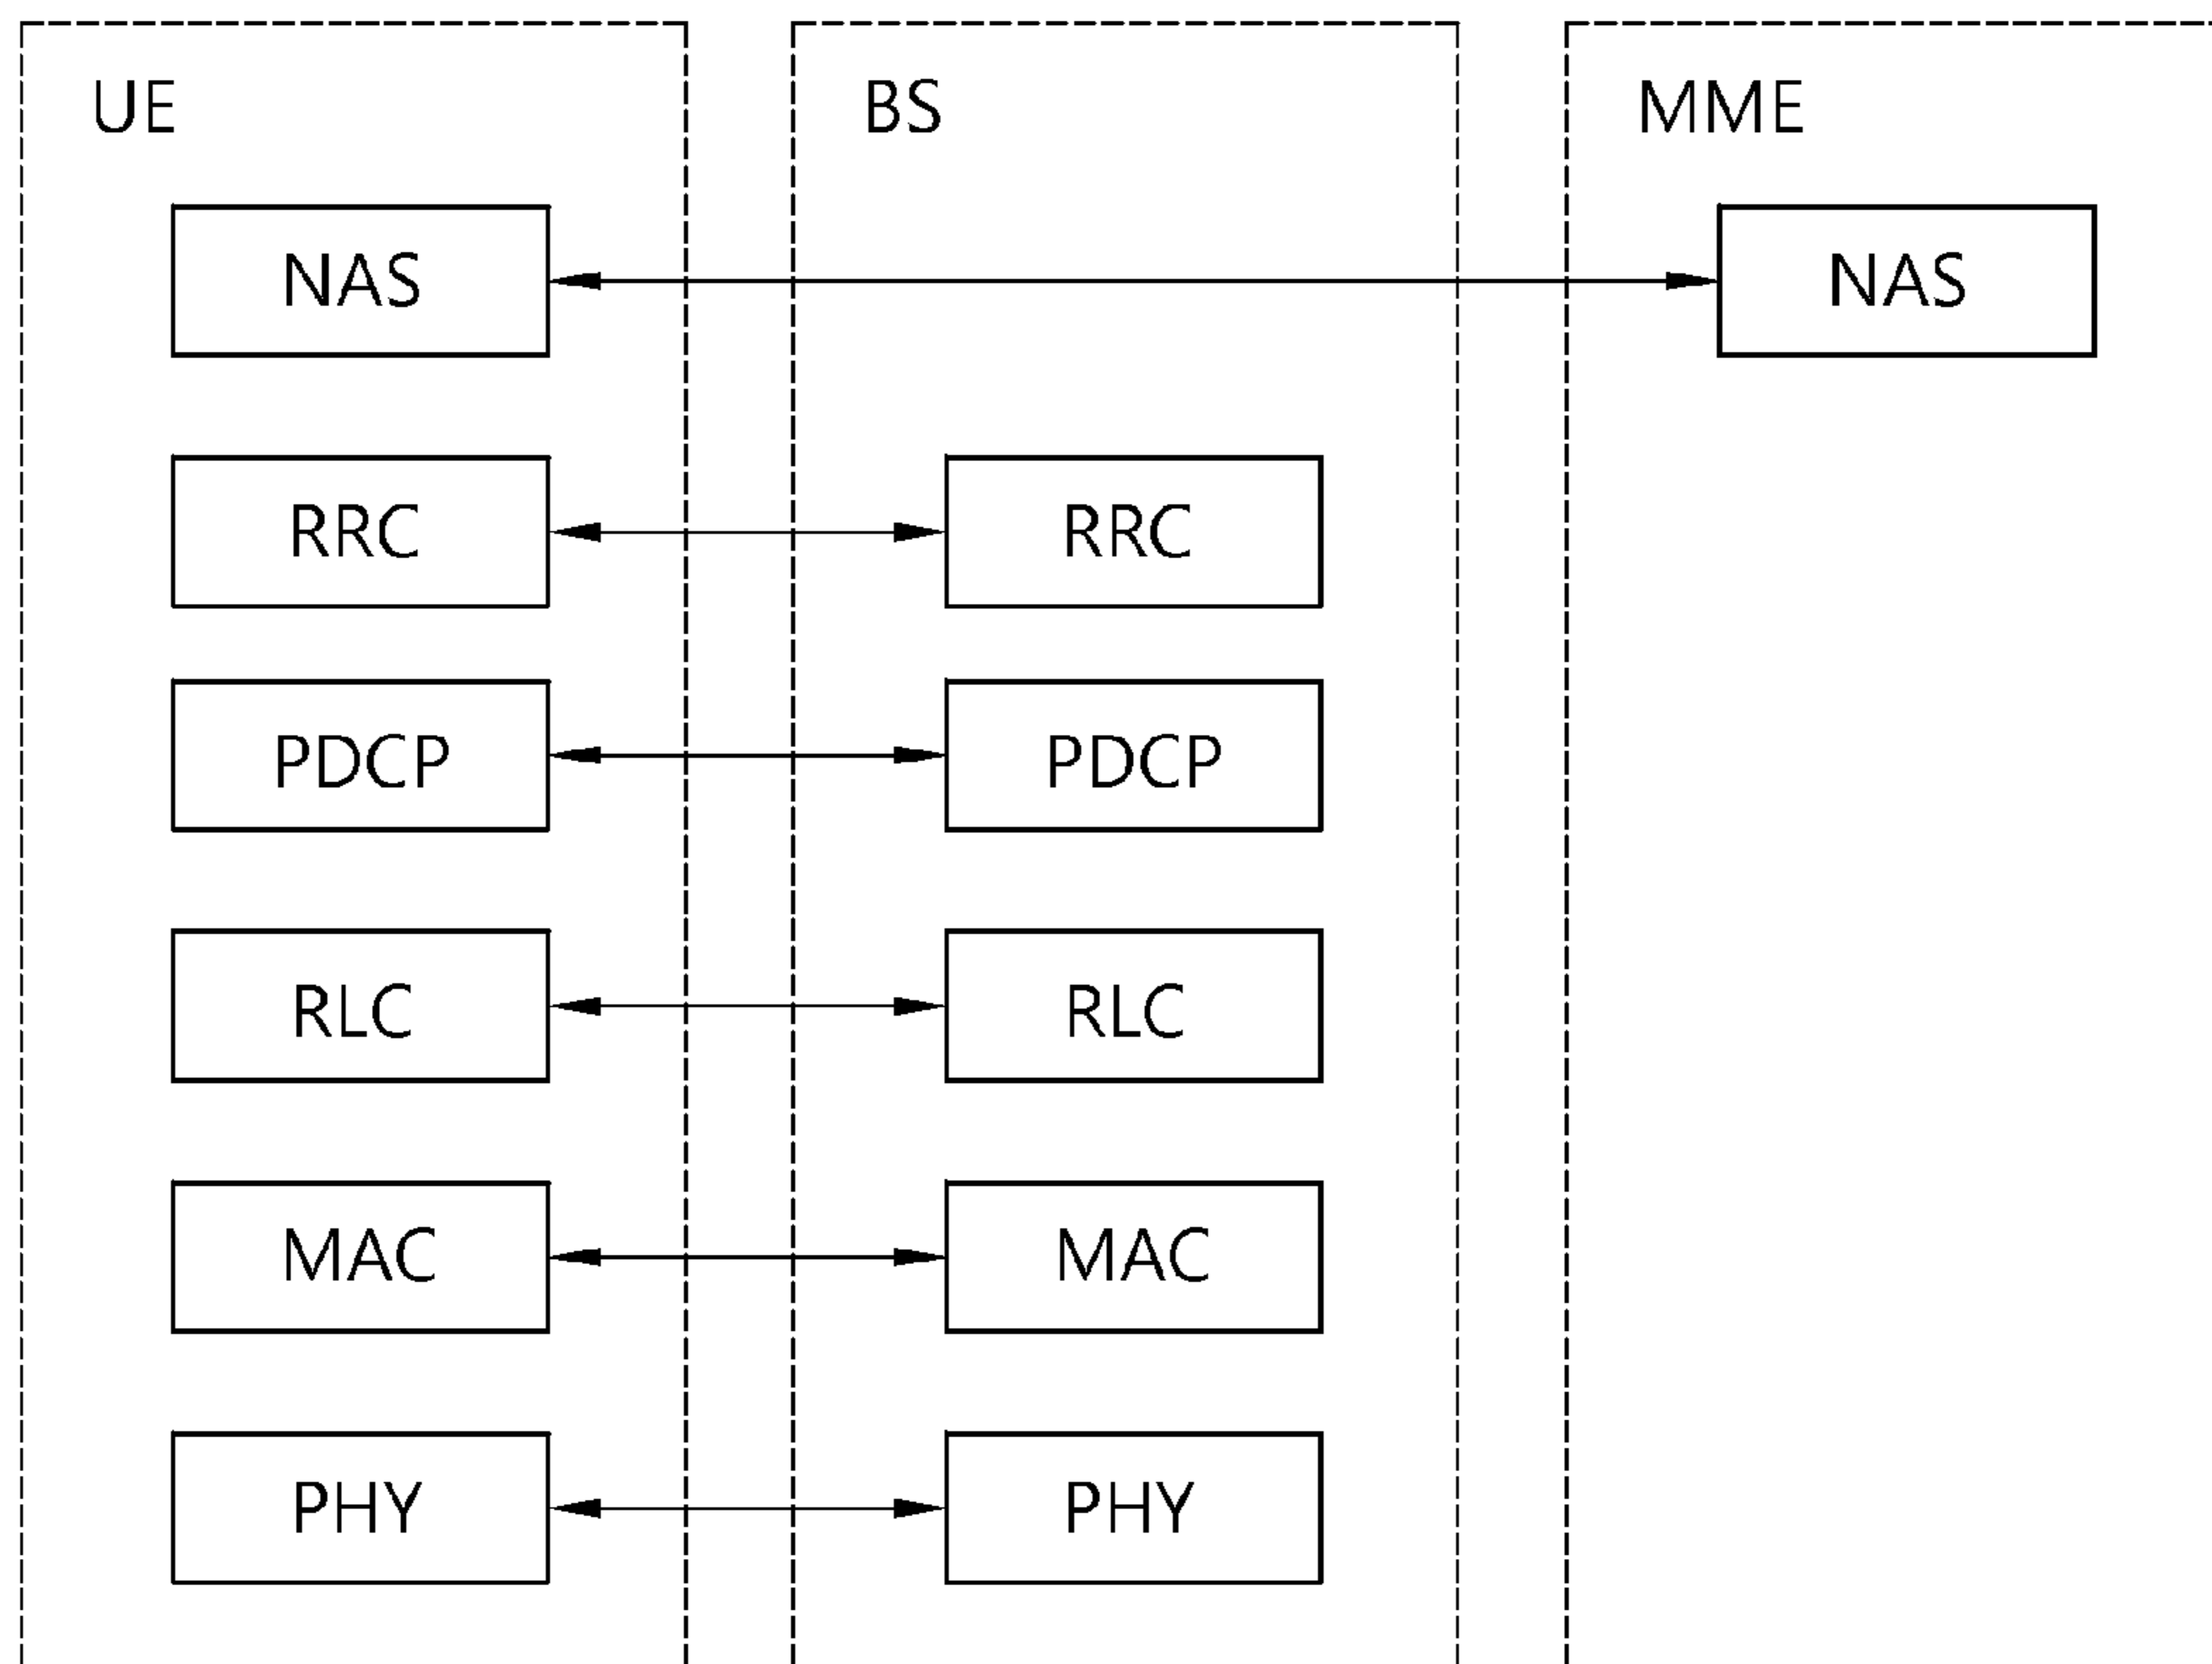 UE BS MME
NAS NAS
RRC RRC
PDCP PDCP
RLC RLC
MAC MAC
PHY PHY